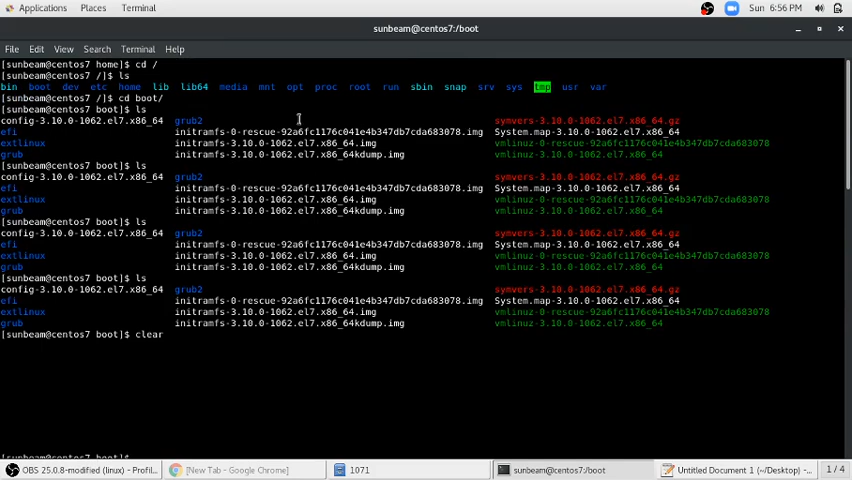 Applications Places Terminal Sun 6:56 PM
sunbeam@centos7:/boot
File Edit View Search Terminal Help
[sunbeam@centos7 home]$ cd /
[sunbeam@centos7 /]$ ls
bin boot dev etc home lib lib64 media mnt opt proc root run sbin snap srv sys tmp usr var
[sunbeam@centos7 /]$ cd boot/
[sunbeam@centos7 boot]$ ls
config-3.10.0-1062.el7.x86_64 grub2 symvers-3.10.0-1062.el7.x86_64.gz
efi initramfs-0-rescue-92a6fc1176c041e4b347db7cda683078.img System.map-3.10.0-1062.el7.x86_64
extlinux initramfs-3.10.0-1062.el7.x86_64.img vmlinuz-0-rescue-92a6fc1176c041e4b347db7cda683078
grub initramfs-3.10.0-1062.el7.x86_64kdump.img vmlinuz-3.10.0-1062.el7.x86_64
[sunbeam@centos7 boot]$ ls
config-3.10.0-1062.el7.x86_64 grub2 symvers-3.10.0-1062.el7.x86_64.gz
efi initramfs-0-rescue-92a6fc1176c041e4b347db7cda683078.img System.map-3.10.0-1062.el7.x86_64
extlinux initramfs-3.10.0-1062.el7.x86_64.img vmlinuz-0-rescue-92a6fc1176c041e4b347db7cda683078
grub initramfs-3.10.0-1062.el7.x86_64kdump.img vmlinuz-3.10.0-1062.el7.x86_64
[sunbeam@centos7 boot]$ ls
config-3.10.0-1062.el7.x86_64 grub2 symvers-3.10.0-1062.el7.x86_64.gz
efi initramfs-0-rescue-92a6fc1176c041e4b347db7cda683078.img System.map-3.10.0-1062.el7.x86_64
extlinux initramfs-3.10.0-1062.el7.x86_64.img vmlinuz-0-rescue-92a6fc1176c041e4b347db7cda683078
grub initramfs-3.10.0-1062.el7.x86_64kdump.img vmlinuz-3.10.0-1062.el7.x86_64
[sunbeam@centos7 boot]$ ls
config-3.10.0-1062.el7.x86_64 grub2 symvers-3.10.0-1062.el7.x86_64.gz
efi initramfs-0-rescue-92a6fc1176c041e4b347db7cda683078.img System.map-3.10.0-1062.el7.x86_64
extlinux initramfs-3.10.0-1062.el7.x86_64.img vmlinuz-0-rescue-92a6fc1176c041e4b347db7cda683078
grub initramfs-3.10.0-1062.el7.x86_64kdump.img vmlinuz-3.10.0-1062.el7.x86_64
[sunbeam@centos7 boot]$ clear
OBS 25.0.8-modified (linux) - Profil... [New Tab - Google Chrome] 1071 sunbeam@centos7:/boot Untitled Document 1 (~/Desktop) -... 1 / 4